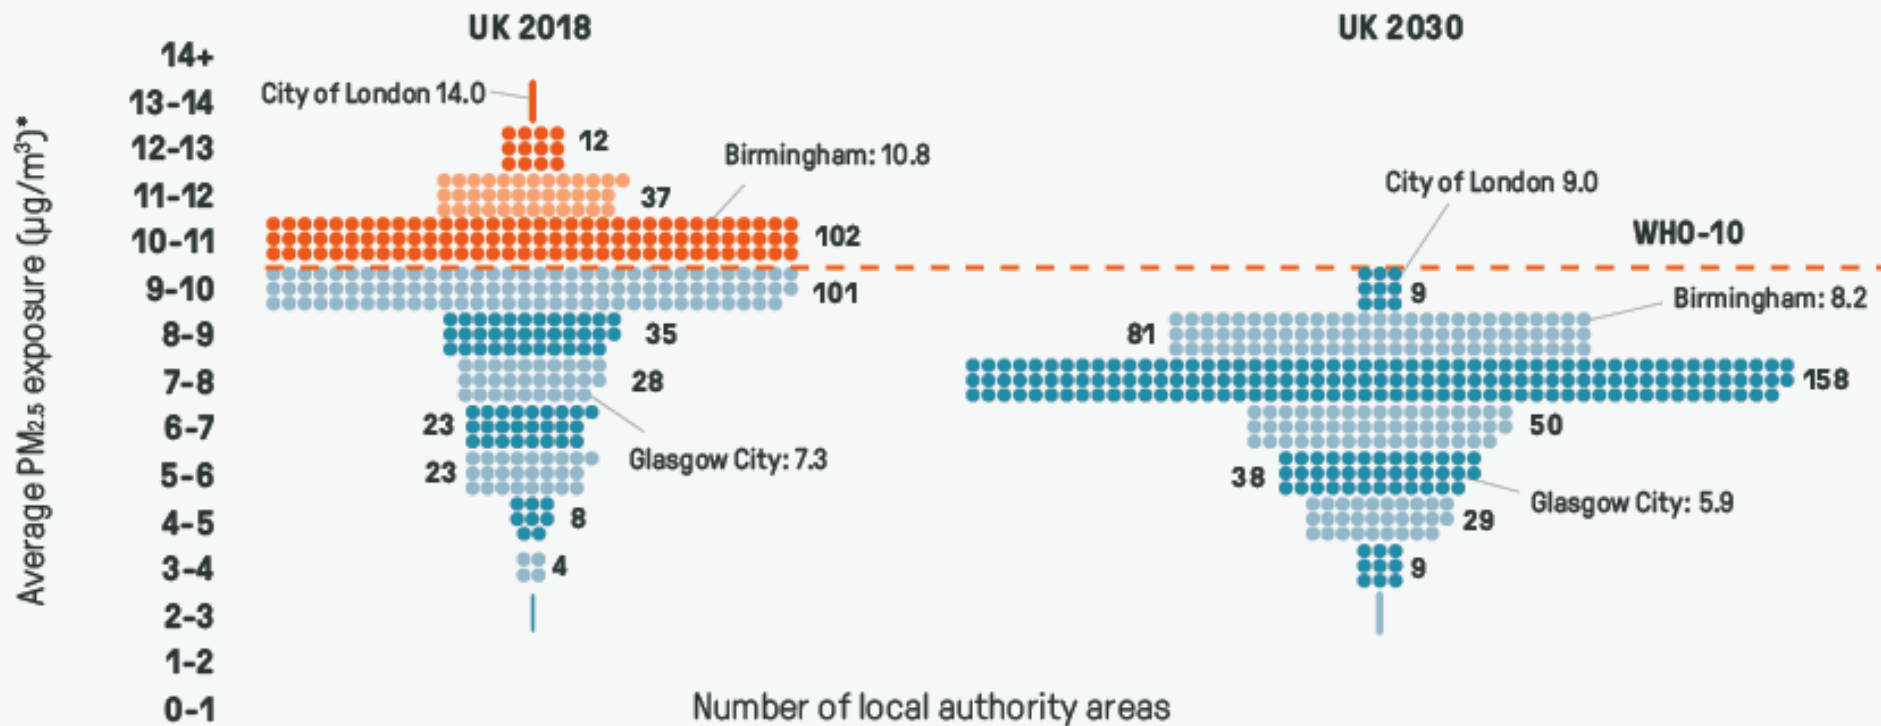 UK 2018
UK 2030
Average PM2.5 exposure (µg/m³)*
14+
13-14
12-13
11-12
10-11
9-10
8-9
7-8
6-7
5-6
4-5
3-4
2-3
1-2
0-1
City of London 14.0
12
Birmingham: 10.8
37
102
101
35
28
23
Glasgow City: 7.3
23
8
4
City of London 9.0
WHO-10
9
Birmingham: 8.2
81
158
50
38
Glasgow City: 5.9
29
9
Number of local authority areas